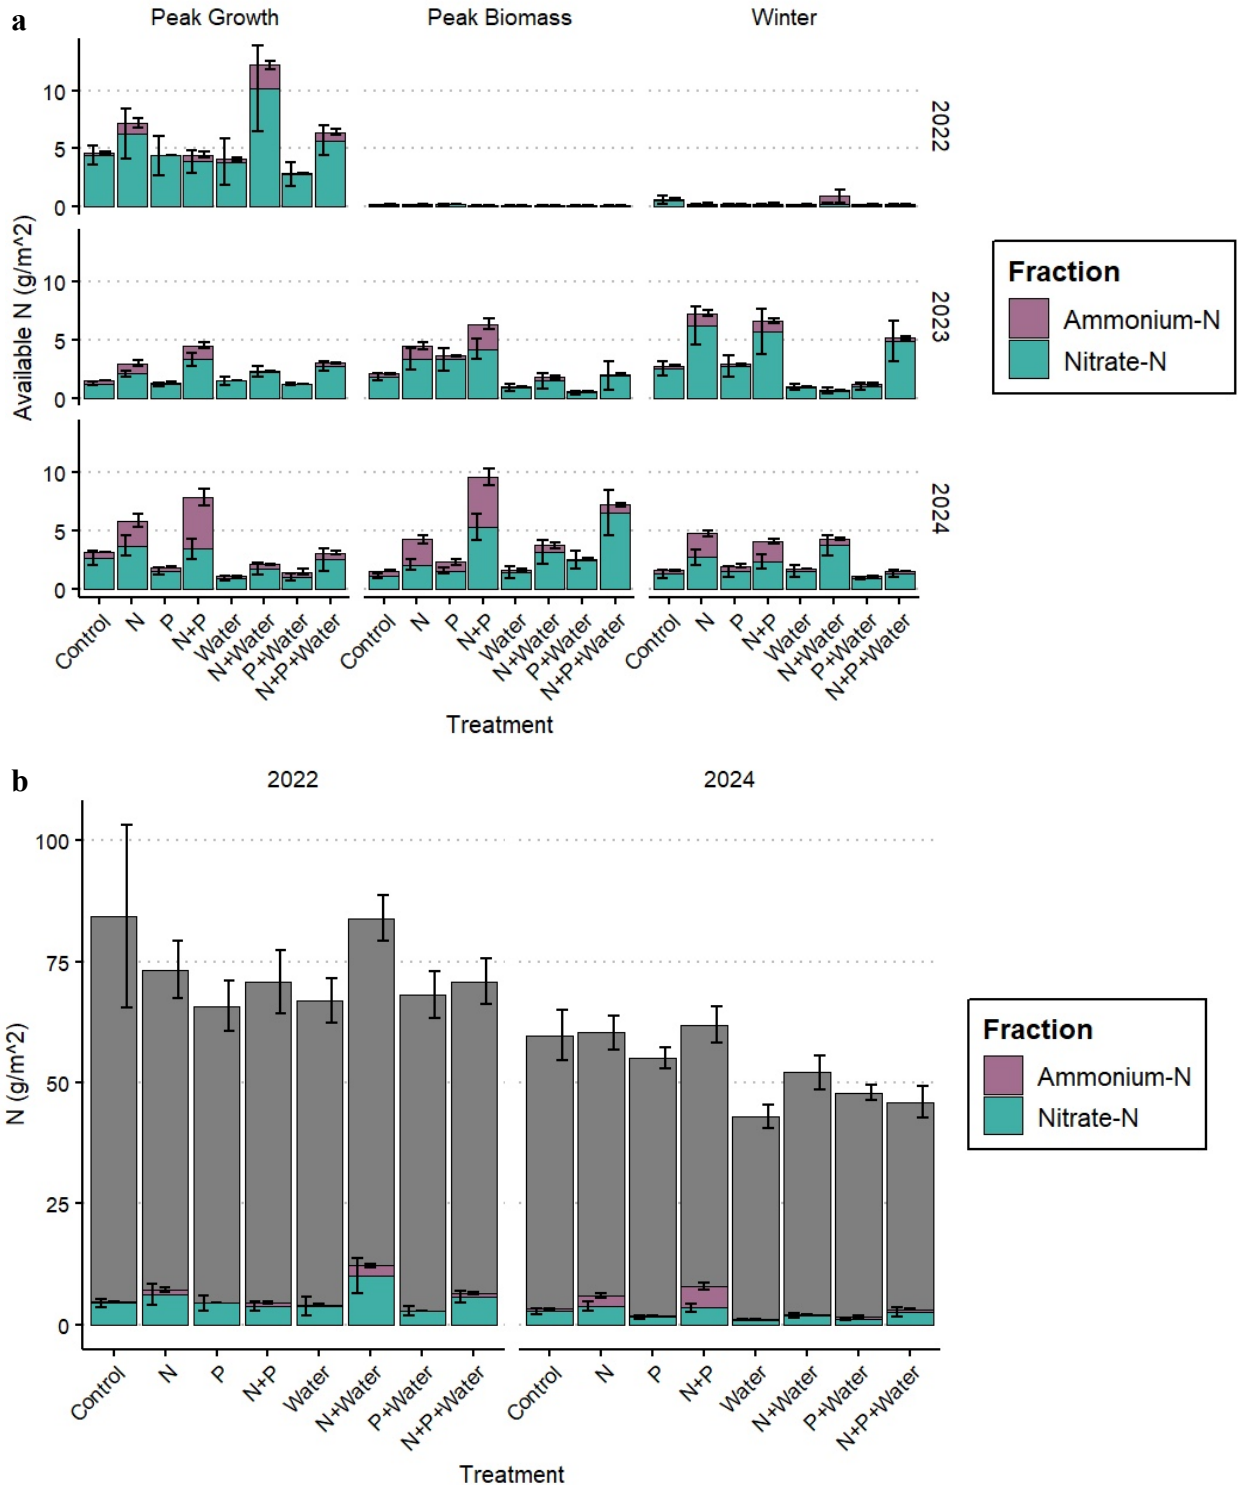 a
Peak Growth Peak Biomass Winter
Available N (g/m^2)
10
5
0
2022
10
5
0
2023
10
5
0
2024
Control N P N+P Water N+Water P+Water N+P+Water
Control N P N+P Water N+Water P+Water N+P+Water
Control N P N+P Water N+Water P+Water N+P+Water
Treatment
Fraction
Ammonium-N
Nitrate-N
b
2022 2024
N (g/m^2)
100
75
50
25
0
Control N P N+P Water N+Water P+Water N+P+Water
Control N P N+P Water N+Water P+Water N+P+Water
Treatment
Fraction
Ammonium-N
Nitrate-N